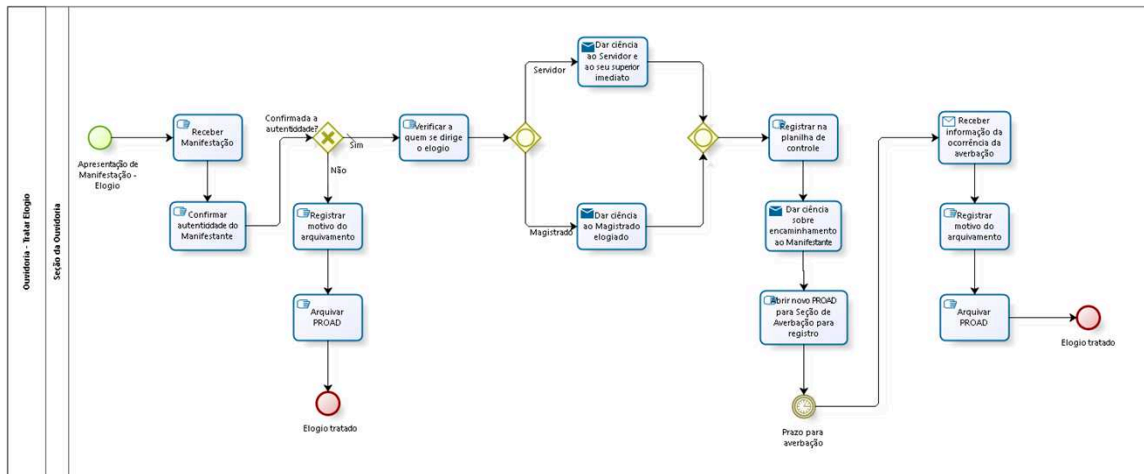 Ouvidoria - Tratar Elogio
Seção da Ouvidoria
Apresentação de
Manifestação -
Elogio
Receber
Manifestação
Confirmar
autenticidade do
Manifestante
Confirmada a
autenticidade?
Sim
Não
Registrar
motivo do
arquivamento
Arquivar
PROAD
Elogio tratado
Verificar a
quem se dirige
o elogio
Servidor
Dar ciência
ao Servidor e
ao seu superior
imediato
Magistrado
Dar ciência
ao Magistrado
elogiado
Registrar na
planilha de
controle
Dar ciência
sobre
encaminhamento
ao Manifestante
Abrir novo PROAD
para Seção de
Averbação para
registro
Prazo para
averbação
Receber
informação da
ocorrência da
averbação
Registrar
motivo do
arquivamento
Arquivar
PROAD
Elogio tratado